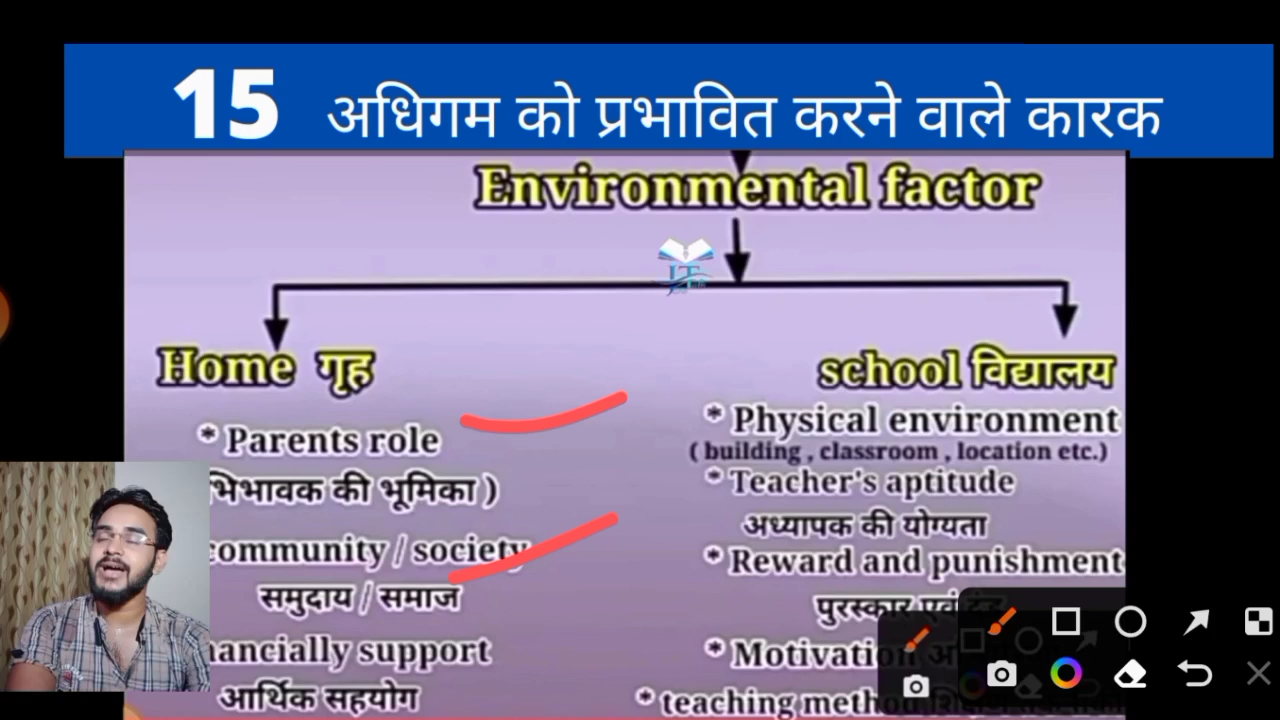 15 अधिगम को प्रभावित करने वाले कारक
Environmental factor
Home गृह
* Parents role
भिभावक की भूमिका )
community / society
समुदाय / समाज
nancially support
आर्थिक सहयोग
school विद्यालय
* Physical environment
( building , classroom , location etc.)
* Teacher's aptitude
अध्यापक की योग्यता
* Reward and punishment
पुरस्कार एवं
* Motivation
* teaching method